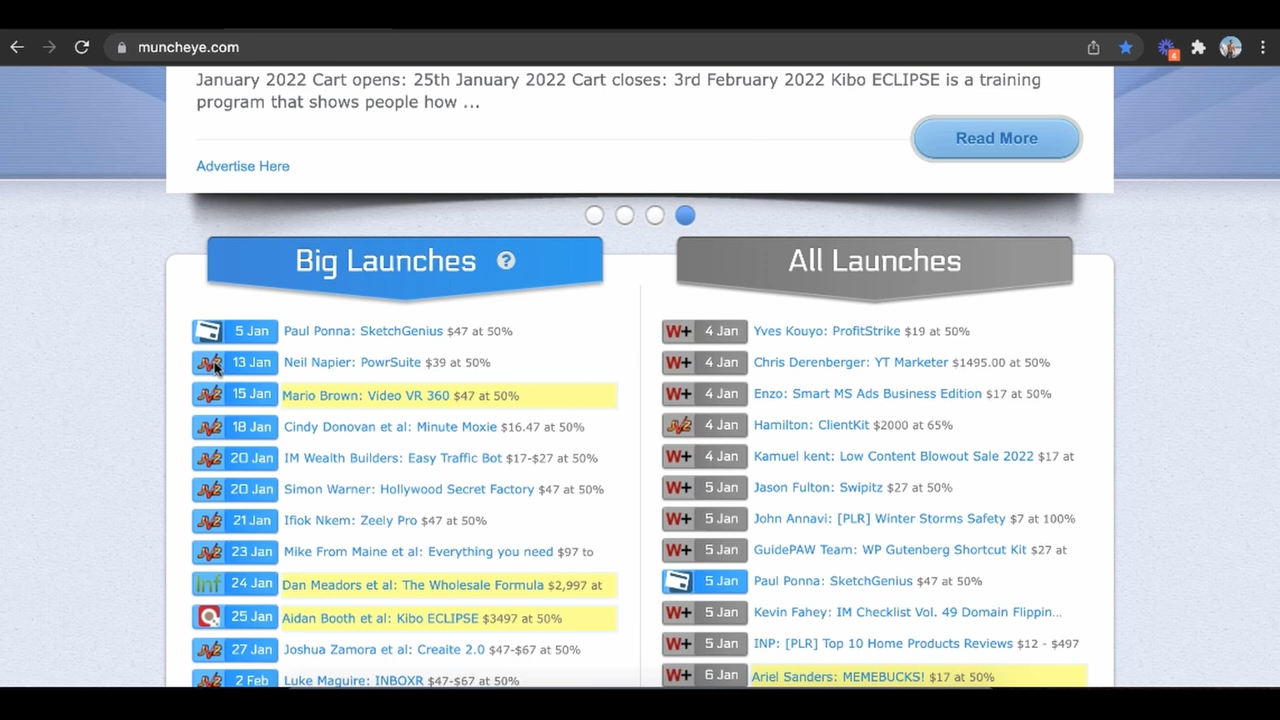 muncheye.com
4
January 2022 Cart opens: 25th January 2022 Cart closes: 3rd February 2022 Kibo ECLIPSE is a training
program that shows people how ...
Read More
Advertise Here
Big Launches ?
5 Jan Paul Ponna: SketchGenius $47 at 50%
JV2 13 Jan Neil Napier: PowrSuite $39 at 50%
JV2 15 Jan Mario Brown: Video VR 360 $47 at 50%
JV2 18 Jan Cindy Donovan et al: Minute Moxie $16.47 at 50%
JV2 20 Jan IM Wealth Builders: Easy Traffic Bot $17-$27 at 50%
JV2 20 Jan Simon Warner: Hollywood Secret Factory $47 at 50%
JV2 21 Jan Ifiok Nkem: Zeely Pro $47 at 50%
JV2 23 Jan Mike From Maine et al: Everything you need $97 to
Inf 24 Jan Dan Meadors et al: The Wholesale Formula $2,997 at
25 Jan Aidan Booth et al: Kibo ECLIPSE $3497 at 50%
JV2 27 Jan Joshua Zamora et al: Creaite 2.0 $47-$67 at 50%
JV2 2 Feb Luke Maguire: INBOXR $47-$67 at 50%
All Launches
W+ 4 Jan Yves Kouyo: ProfitStrike $19 at 50%
W+ 4 Jan Chris Derenberger: YT Marketer $1495.00 at 50%
W+ 4 Jan Enzo: Smart MS Ads Business Edition $17 at 50%
JV2 4 Jan Hamilton: ClientKit $2000 at 65%
W+ 4 Jan Kamuel kent: Low Content Blowout Sale 2022 $17 at
W+ 5 Jan Jason Fulton: Swipitz $27 at 50%
W+ 5 Jan John Annavi: [PLR] Winter Storms Safety $7 at 100%
W+ 5 Jan GuidePAW Team: WP Gutenberg Shortcut Kit $27 at
5 Jan Paul Ponna: SketchGenius $47 at 50%
W+ 5 Jan Kevin Fahey: IM Checklist Vol. 49 Domain Flippin...
W+ 5 Jan INP: [PLR] Top 10 Home Products Reviews $12 - $497
W+ 6 Jan Ariel Sanders: MEMEBUCKS! $17 at 50%